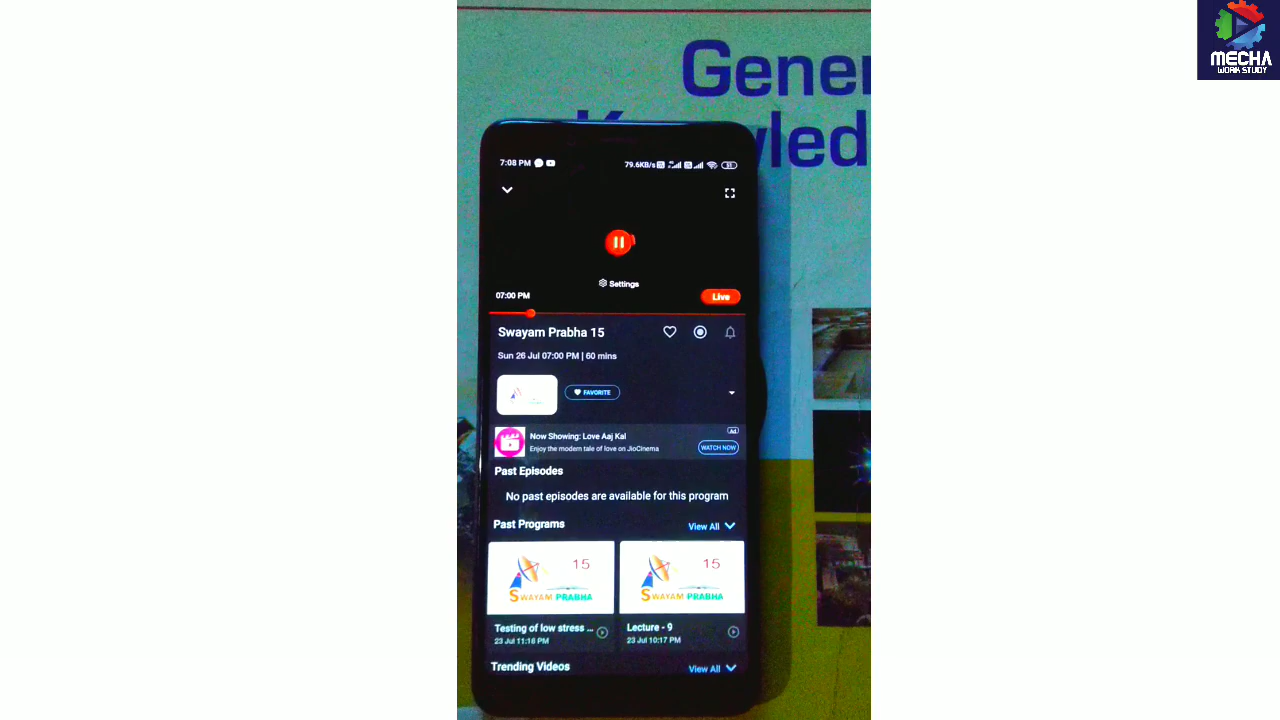 MECHA
WORK STUDY
Gener
wled
7:08 PM
79.6KB/s
51
Settings
07:00 PM
Live
Swayam Prabha 15
Sun 26 Jul 07:00 PM | 60 mins
FAVORITE
Now Showing: Love Aaj Kal
Ad
Enjoy the modern tale of love on JioCinema
WATCH NOW
Past Episodes
No past episodes are available for this program
Past Programs
View All
15
SWAYAM PRABHA
15
SWAYAM PRABHA
Testing of low stress ...
23 Jul 11:16 PM
Lecture - 9
23 Jul 10:17 PM
Trending Videos
View All